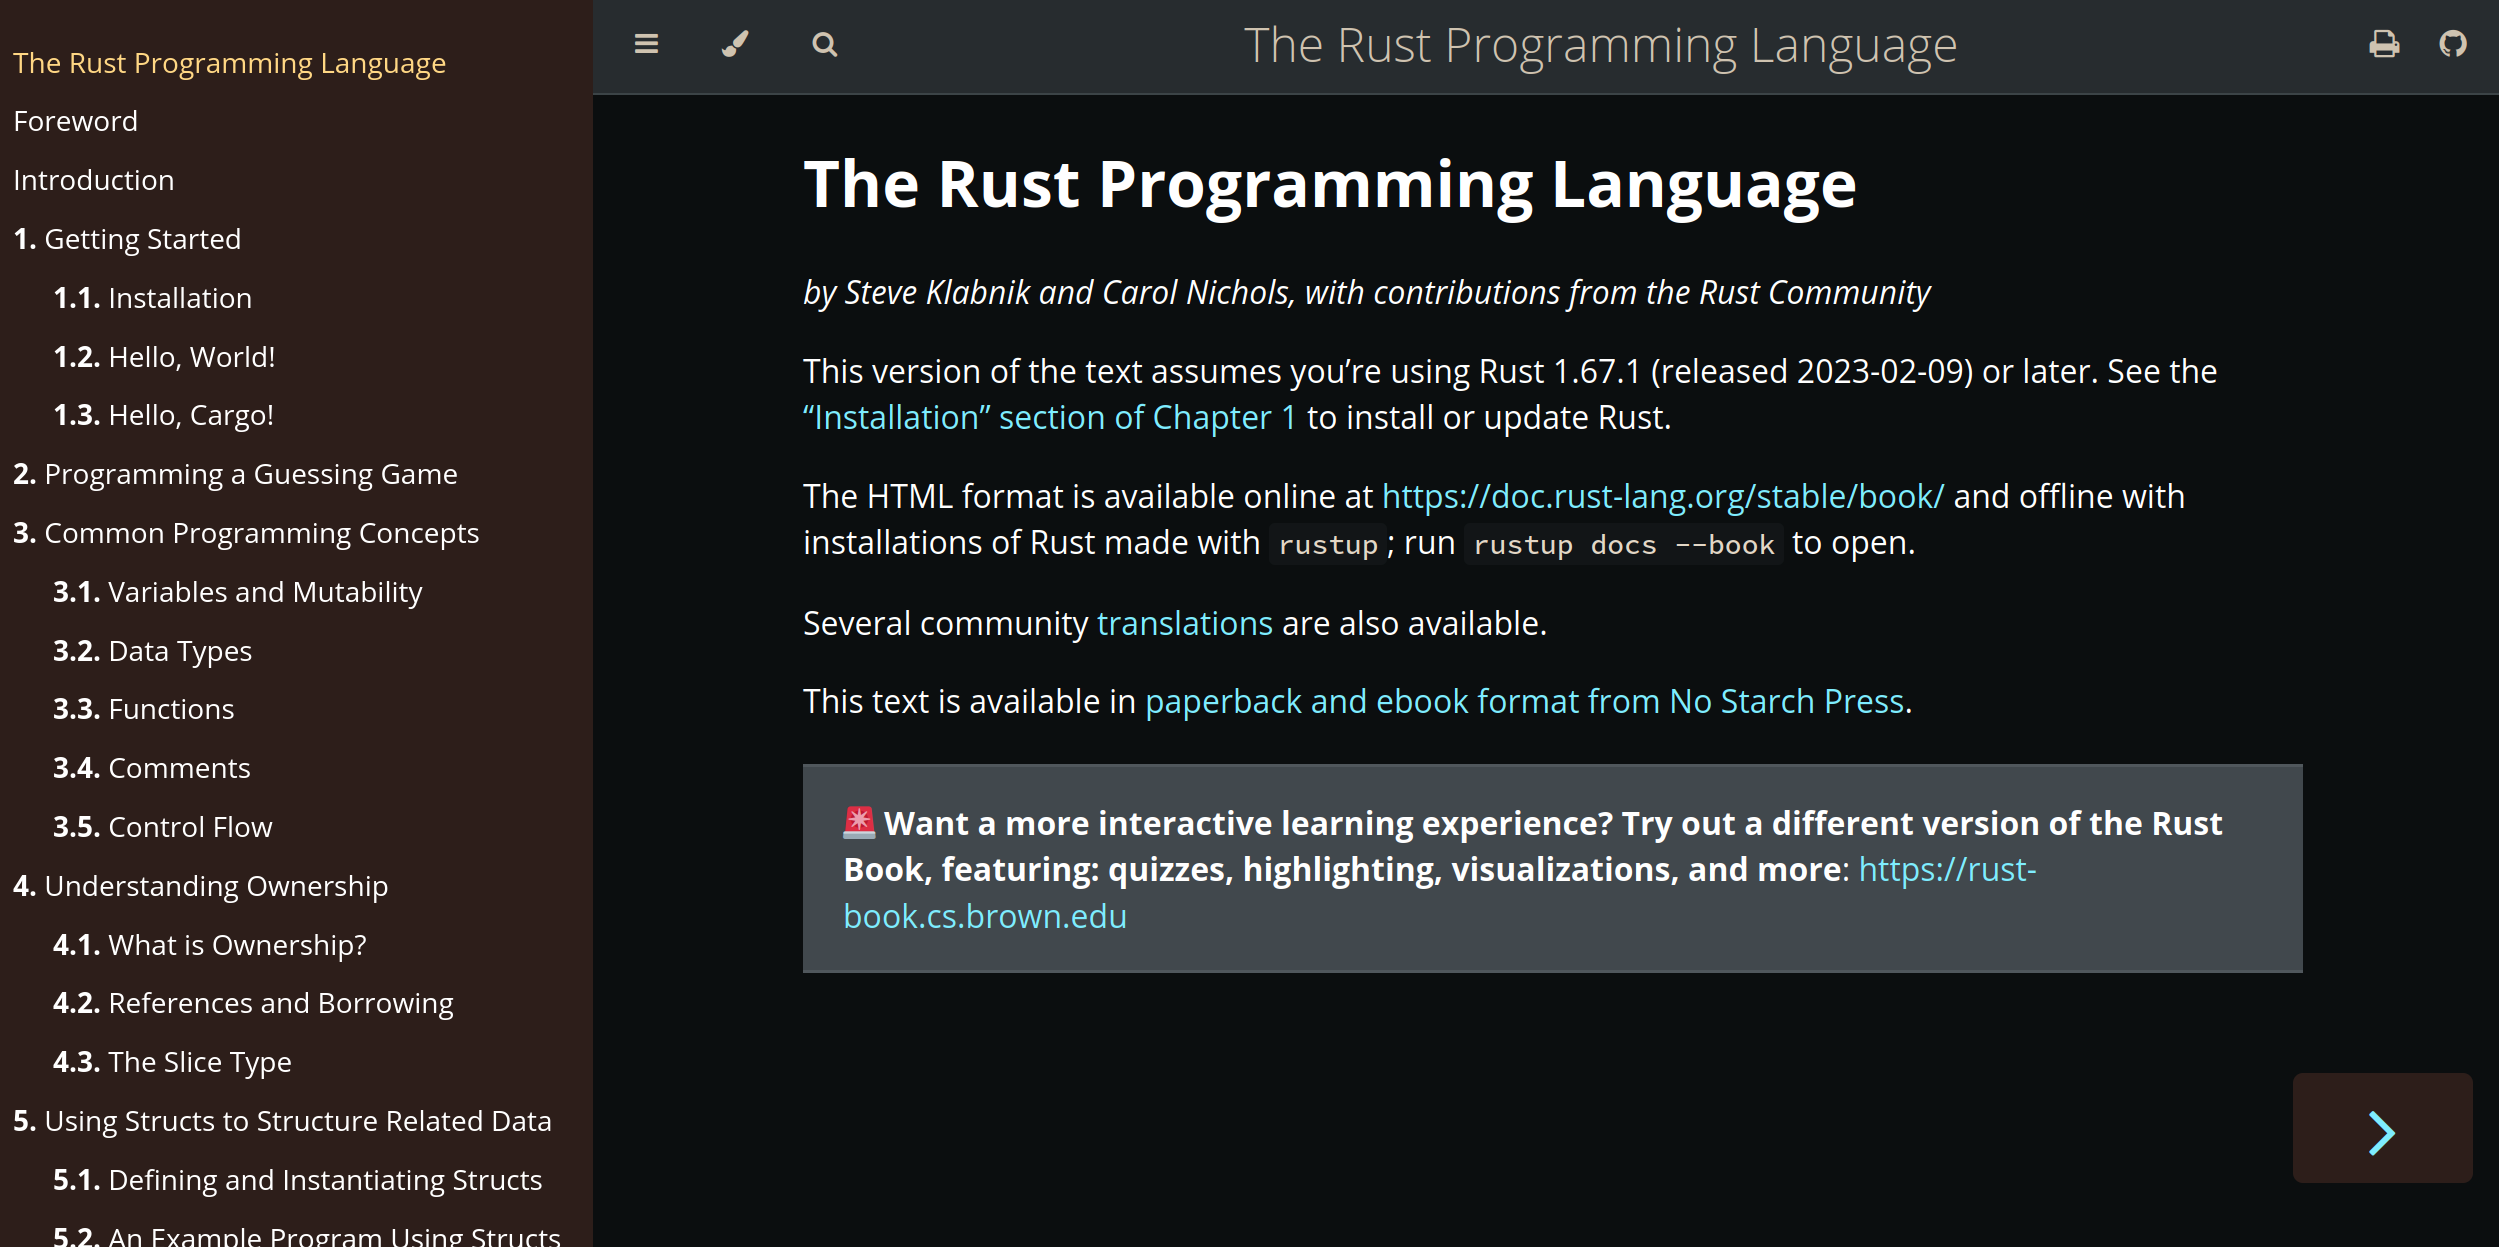 The Rust Programming Language
Foreword
Introduction
1. Getting Started
1.1. Installation
1.2. Hello, World!
1.3. Hello, Cargo!
2. Programming a Guessing Game
3. Common Programming Concepts
3.1. Variables and Mutability
3.2. Data Types
3.3. Functions
3.4. Comments
3.5. Control Flow
4. Understanding Ownership
4.1. What is Ownership?
4.2. References and Borrowing
4.3. The Slice Type
5. Using Structs to Structure Related Data
5.1. Defining and Instantiating Structs
5.2. An Example Program Using Structs
The Rust Programming Language
The Rust Programming Language
by Steve Klabnik and Carol Nichols, with contributions from the Rust Community
This version of the text assumes you’re using Rust 1.67.1 (released 2023-02-09) or later. See the
“Installation” section of Chapter 1 to install or update Rust.
The HTML format is available online at https://doc.rust-lang.org/stable/book/ and offline with
installations of Rust made with rustup; run rustup docs --book to open.
Several community translations are also available.
This text is available in paperback and ebook format from No Starch Press.
🚨 Want a more interactive learning experience? Try out a different version of the Rust
Book, featuring: quizzes, highlighting, visualizations, and more: https://rust-
book.cs.brown.edu